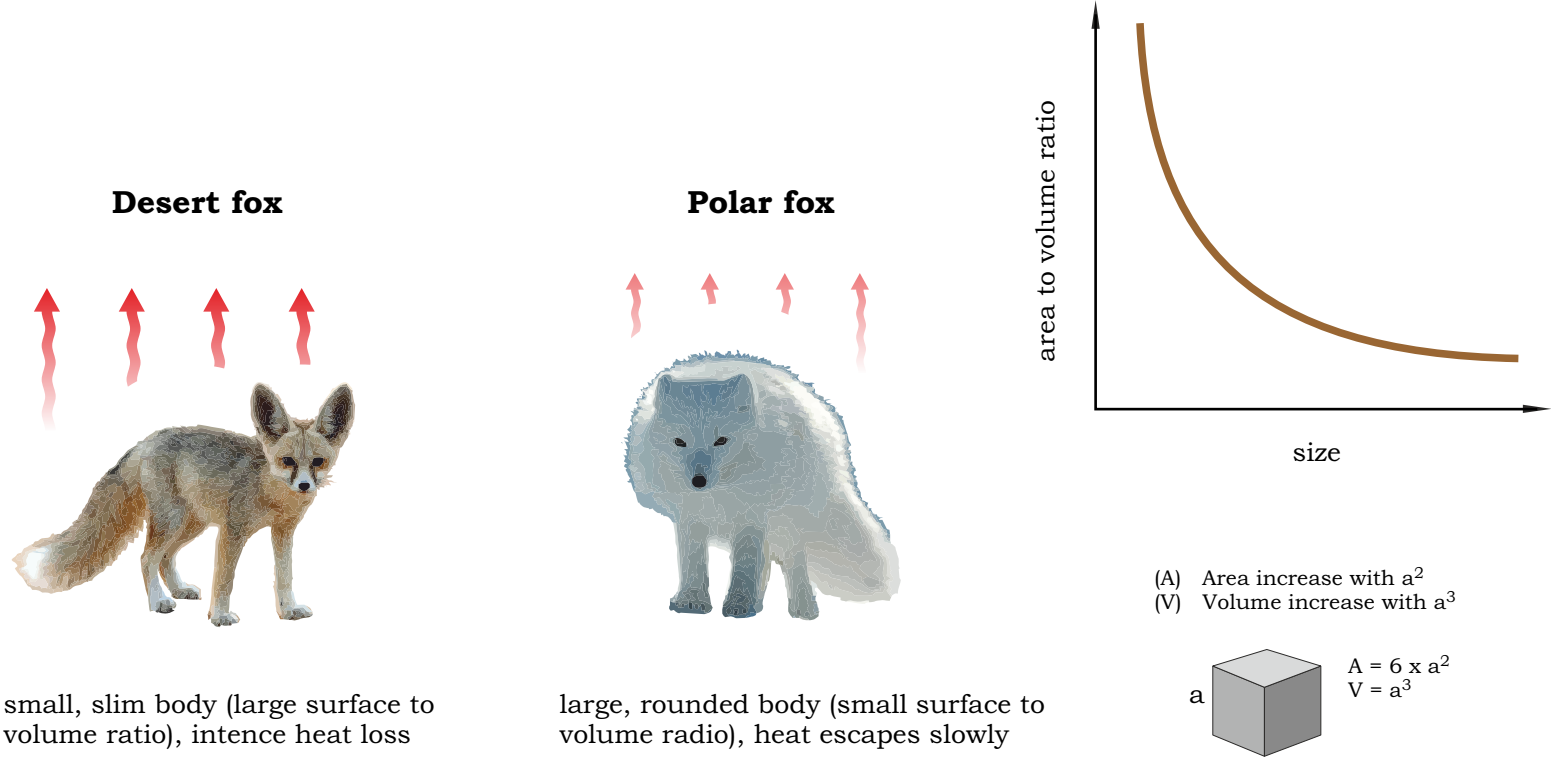 Desert fox
small, slim body (large surface to
volume ratio), intence heat loss
Polar fox
large, rounded body (small surface to
volume radio), heat escapes slowly
area to volume ratio
size
(A) Area increase with a²
(V) Volume increase with a³
a
A = 6 x a²
V = a³